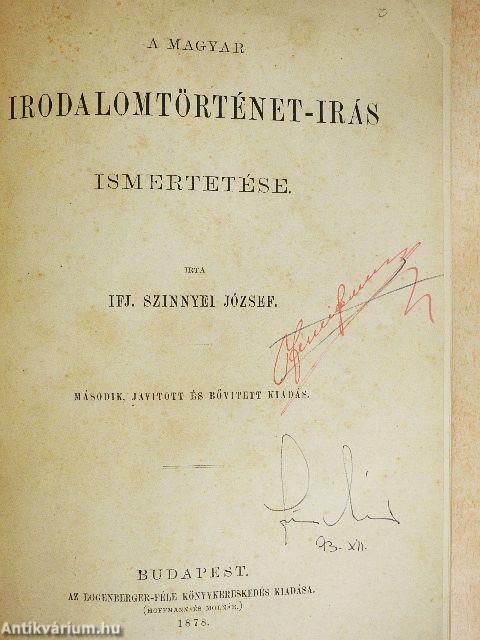 A MAGYAR
IRODALOMTÖRTÉNET-IRÁS
ISMERTETÉSE.
IRTA
IFJ. SZINNYEI JÓZSEF.
MÁSODIK, JAVITOTT ÉS BŐVITETT KIADÁS.
93. XII.
BUDAPEST.
AZ EGGENBERGER-FÉLE KÖNYVKERESKEDÉS KIADÁSA.
(HOFFMANN ÉS MOLNÁR.)
1878.
Antikvárium.hu